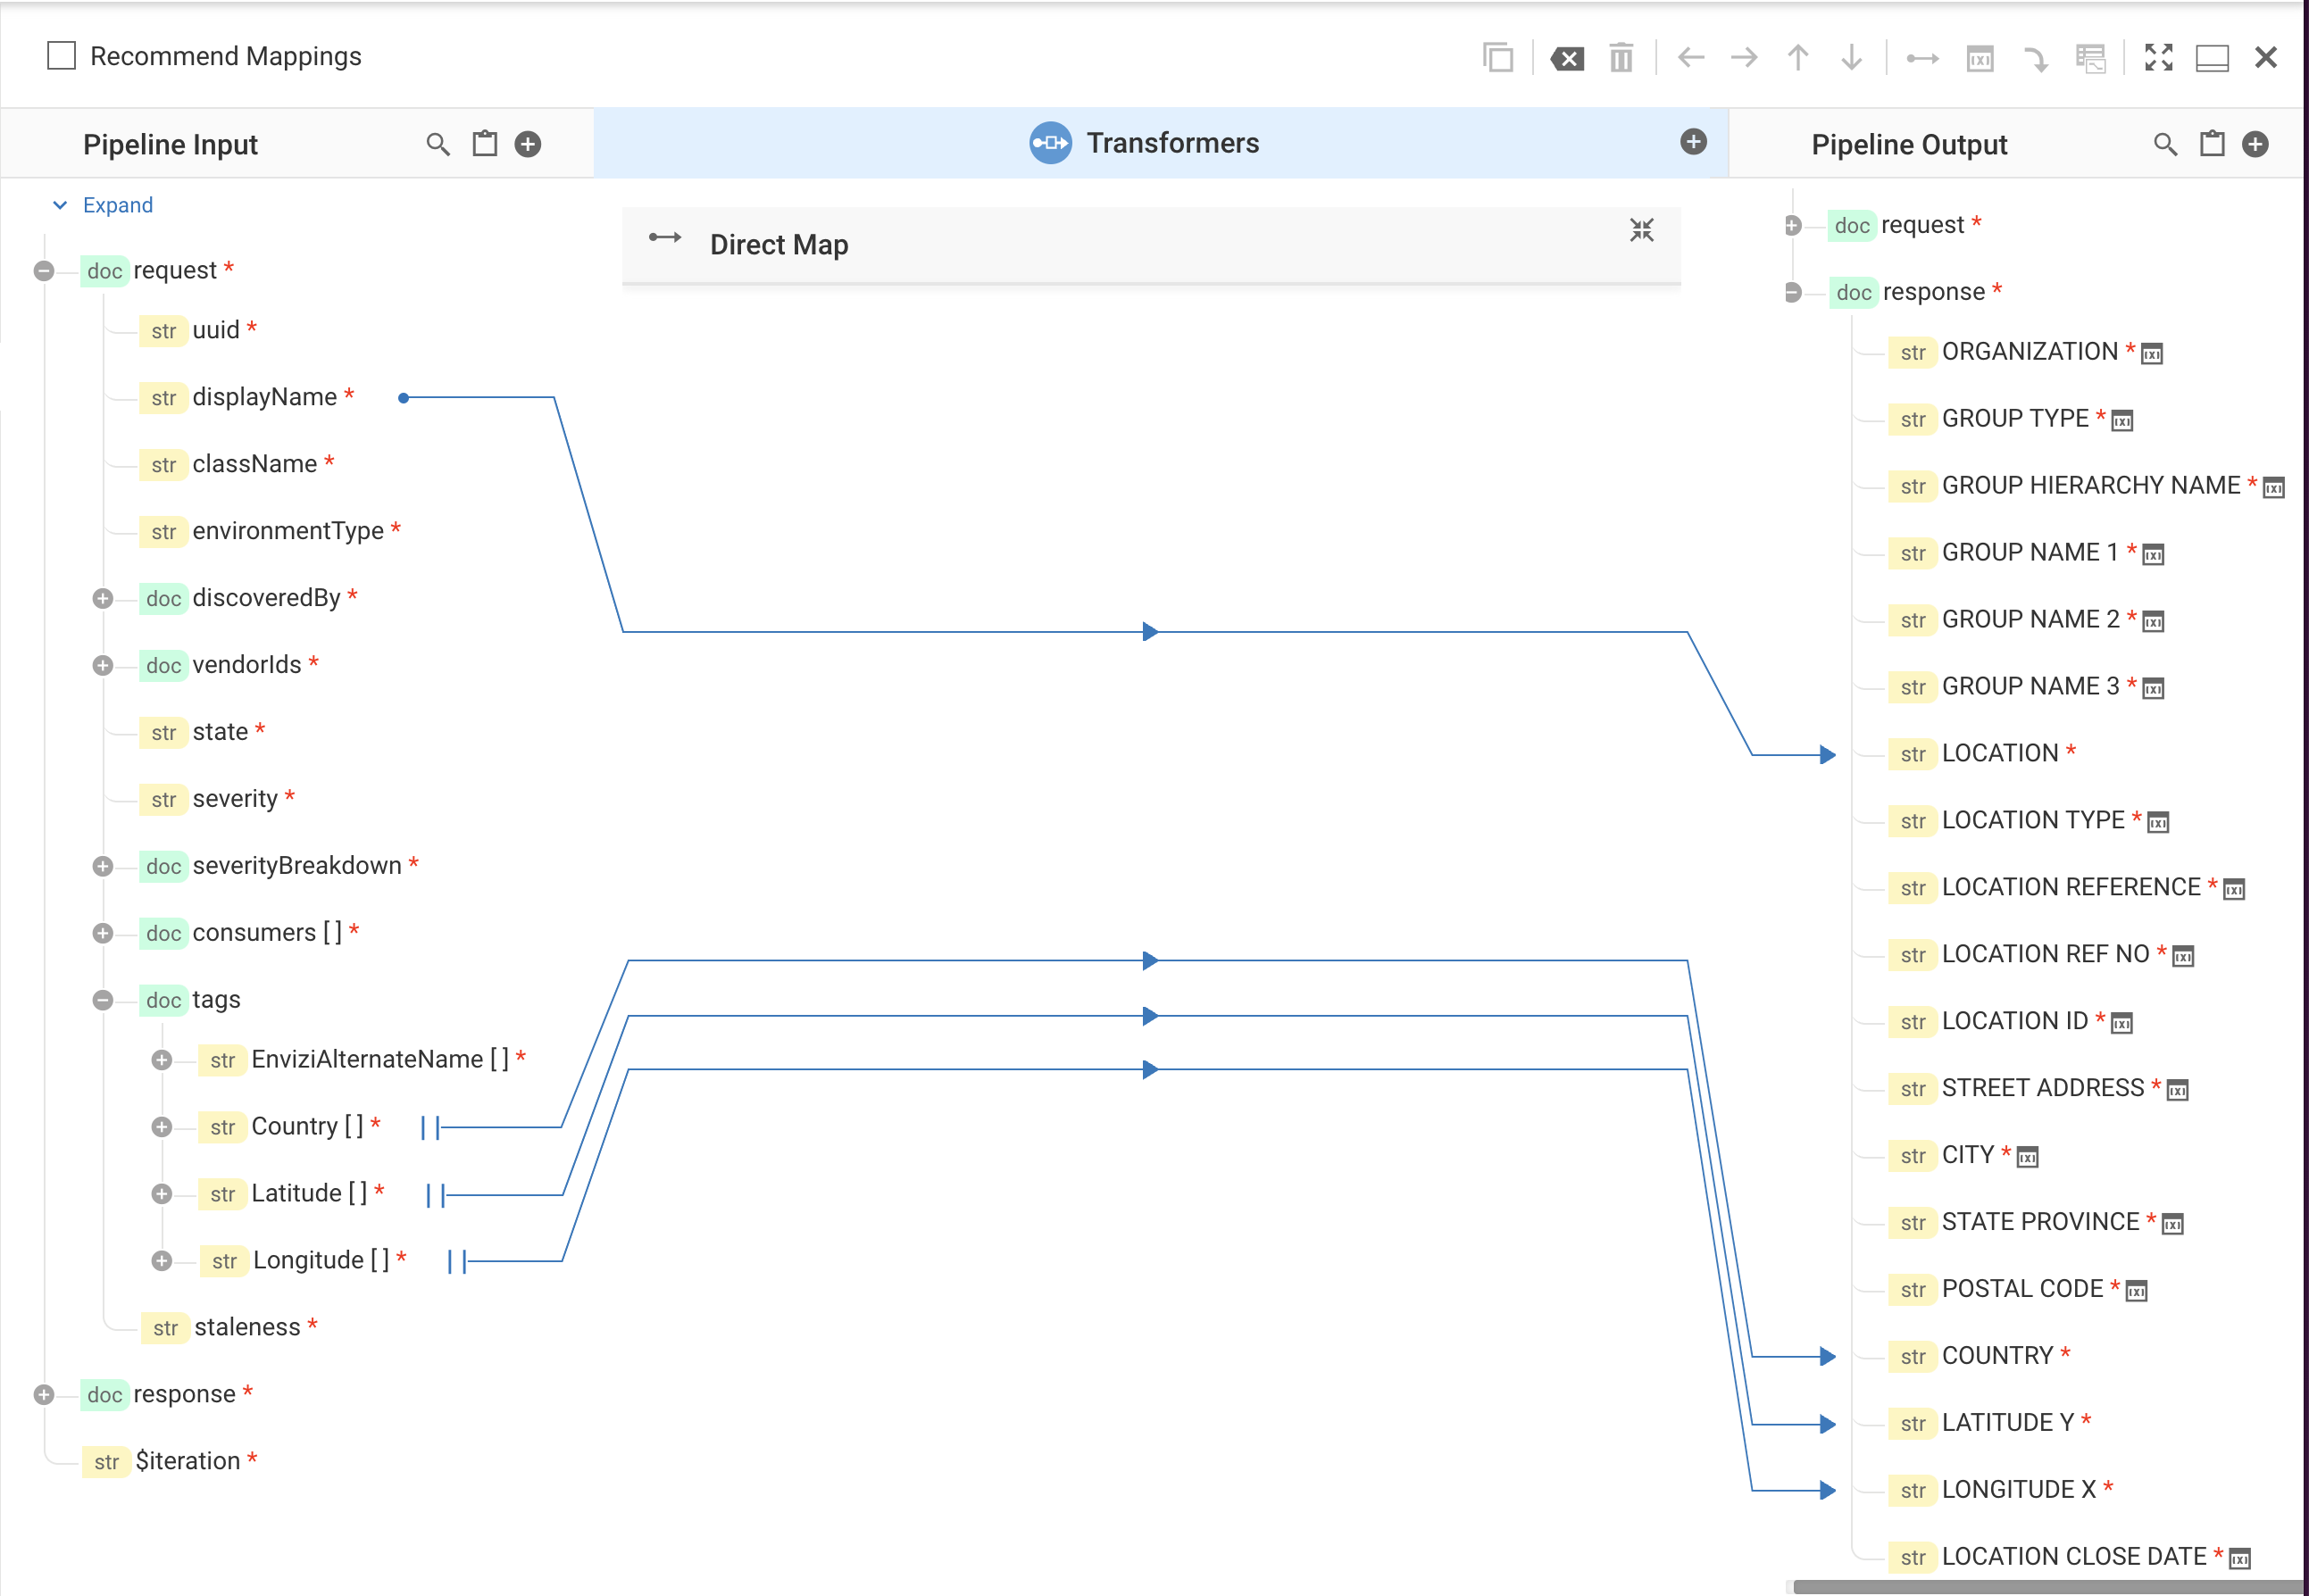 Recommend Mappings
Pipeline Input
Transformers
Pipeline Output
Expand
doc request *
str uuid *
str displayName *
str className *
str environmentType *
doc discoveredBy *
doc vendorIds *
str state *
str severity *
doc severityBreakdown *
doc consumers [ ] *
doc tags
str EnviziAlternateName [ ] *
str Country [ ] *
str Latitude [ ] *
str Longitude [ ] *
str staleness *
doc response *
str $iteration *
Direct Map
doc request *
doc response *
str ORGANIZATION *
str GROUP TYPE *
str GROUP HIERARCHY NAME *
str GROUP NAME 1 *
str GROUP NAME 2 *
str GROUP NAME 3 *
str LOCATION *
str LOCATION TYPE *
str LOCATION REFERENCE *
str LOCATION REF NO *
str LOCATION ID *
str STREET ADDRESS *
str CITY *
str STATE PROVINCE *
str POSTAL CODE *
str COUNTRY *
str LATITUDE Y *
str LONGITUDE X *
str LOCATION CLOSE DATE *